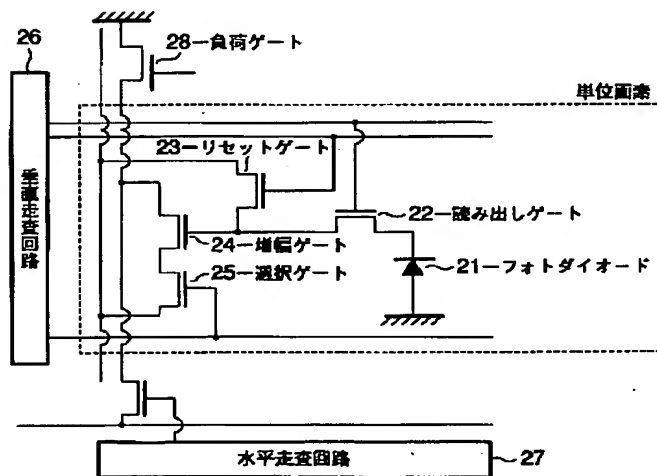 26
28―負荷ゲート
単位画素
23―リセットゲート
垂直走査回路
22―読み出しゲート
24―増幅ゲート
25―選択ゲート
21―フォトダイオード
水平走査回路
27